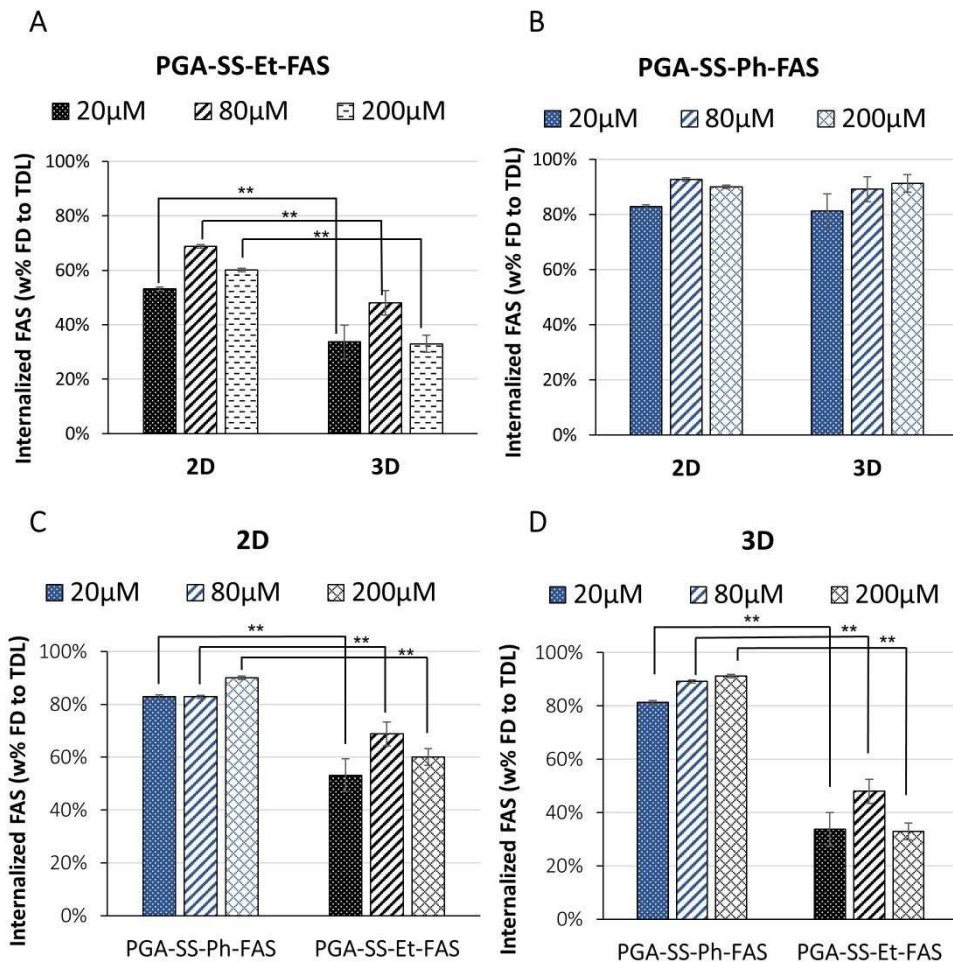 A
PGA-SS-Et-FAS
20µM 80µM 200µM
Internalized FAS (w% FD to TDL)
100%
80%
60%
40%
20%
0%
**
**
**
2D 3D
B
PGA-SS-Ph-FAS
20µM 80µM 200µM
Internalized FAS (w% FD to TDL)
100%
80%
60%
40%
20%
0%
2D 3D
C
2D
20µM 80µM 200µM
Internalized FAS (w% FD to TDL)
100%
80%
60%
40%
20%
0%
**
**
**
PGA-SS-Ph-FAS PGA-SS-Et-FAS
D
3D
20µM 80µM 200µM
Internalized FAS (w% FD to TDL)
100%
80%
60%
40%
20%
0%
**
**
**
PGA-SS-Ph-FAS PGA-SS-Et-FAS